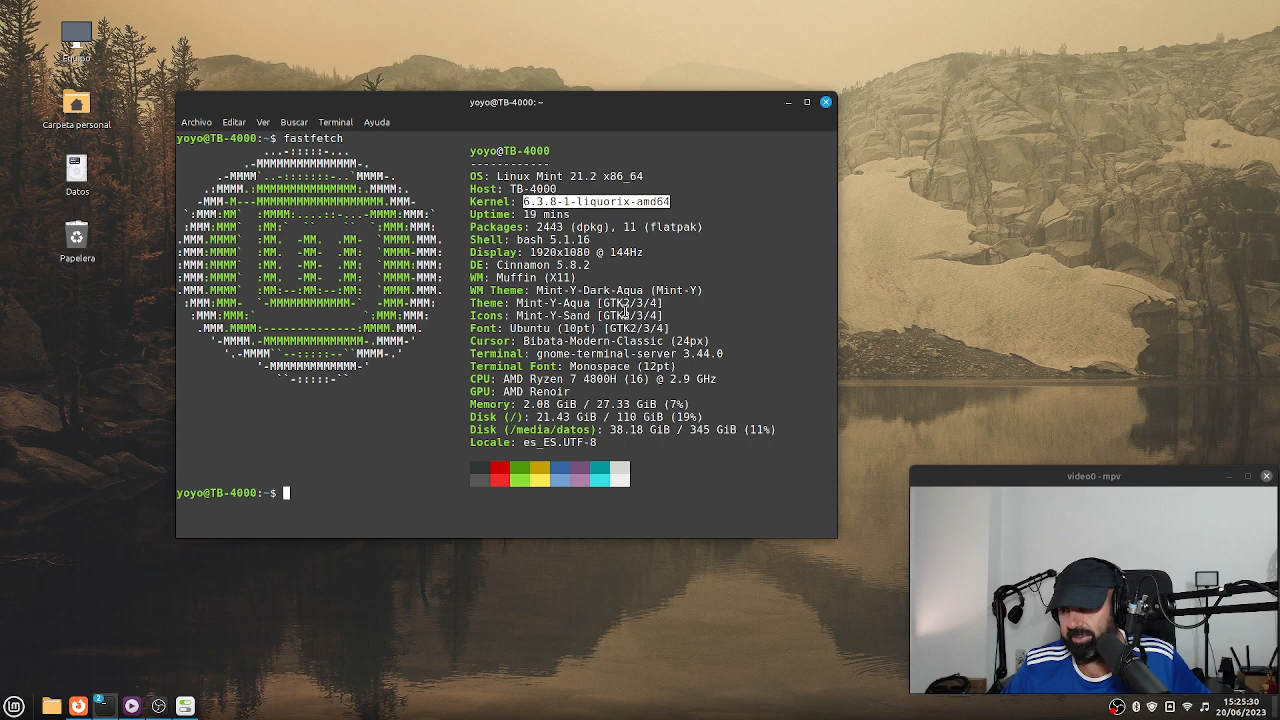 Equipo
Carpeta personal
Datos
Papelera
yoyo@TB-4000: ~
Archivo Editar Ver Buscar Terminal Ayuda
yoyo@TB-4000:~$ fastfetch
yoyo@TB-4000
------------
OS: Linux Mint 21.2 x86_64
Host: TB-4000
Kernel: 6.3.8-1-liquorix-amd64
Uptime: 19 mins
Packages: 2443 (dpkg), 11 (flatpak)
Shell: bash 5.1.16
Display: 1920x1080 @ 144Hz
DE: Cinnamon 5.8.2
WM: Muffin (X11)
WM Theme: Mint-Y-Dark-Aqua (Mint-Y)
Theme: Mint-Y-Aqua [GTK2/3/4]
Icons: Mint-Y-Sand [GTK2/3/4]
Font: Ubuntu (10pt) [GTK2/3/4]
Cursor: Bibata-Modern-Classic (24px)
Terminal: gnome-terminal-server 3.44.0
Terminal Font: Monospace (12pt)
CPU: AMD Ryzen 7 4800H (16) @ 2.9 GHz
GPU: AMD Renoir
Memory: 2.08 GiB / 27.33 GiB (7%)
Disk (/): 21.43 GiB / 110 GiB (19%)
Disk (/media/datos): 38.18 GiB / 345 GiB (11%)
Locale: es_ES.UTF-8
yoyo@TB-4000:~$
video0 - mpv
2
15:25:30
20/06/2023